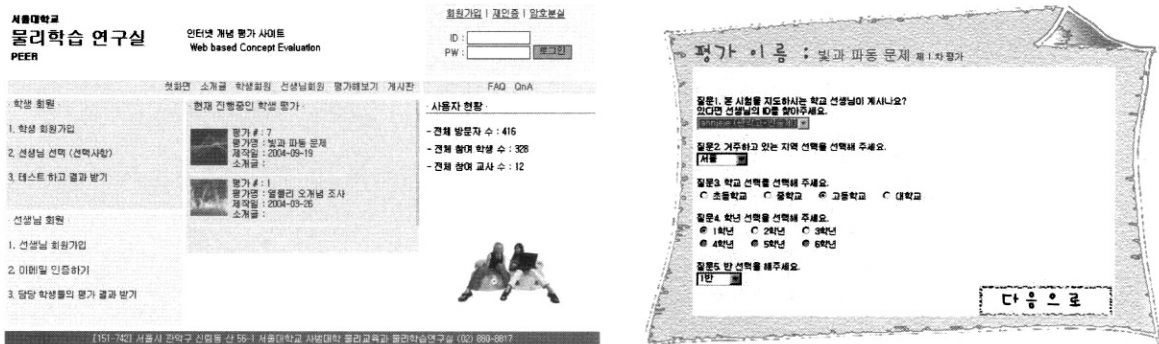 서울대학교
물리학습 연구실
PEER
인터넷 개념 평가 사이트
Web based Concept Evaluation
회원가입 | 재인증 | 암호분실
ID :
PW :
로그인
첫화면 소개글 학생회원 선생님회원 평가해보기 게시판 FAQ QnA
학생 회원
1. 학생 회원가입
2. 선생님 선택 (선택사항)
3. 테스트 하고 결과 받기
선생님 회원
1. 선생님 회원가입
2. 이메일 인증하기
3. 담당 학생들의 평가 결과 받기
현재 진행중인 학생 평가
평가 # : 7
평가명 : 빛과 파동 문제
제작일 : 2004-09-19
소개글 :
평가 # : 1
평가명 : 열물리 오개념 조사
제작일 : 2004-03-26
소개글 :
사용자 현황
- 전체 방문자 수 : 416
- 전체 참여 학생 수 : 328
- 전체 참여 교사 수 : 12
[151-742] 서울시 관악구 신림동 산 56-1 서울대학교 사범대학 물리교육과 물리학습연구실 (02) 880-8817
평가 이름 : 빛과 파동 문제 제 1 차 평가
질문1. 본 시험을 지도하시는 학교 선생님이 계시나요?
있다면 선생님의 ID를 찾아주세요.
질문2. 거주하고 있는 지역 선택을 선택해 주세요.
서울
질문3. 학교 선택을 선택해 주세요.
초등학교 중학교 고등학교 대학교
질문4. 학년 선택을 선택해 주세요.
1학년 2학년 3학년
4학년 5학년 6학년
질문5. 반 선택을 해주세요.
1반
다음으로